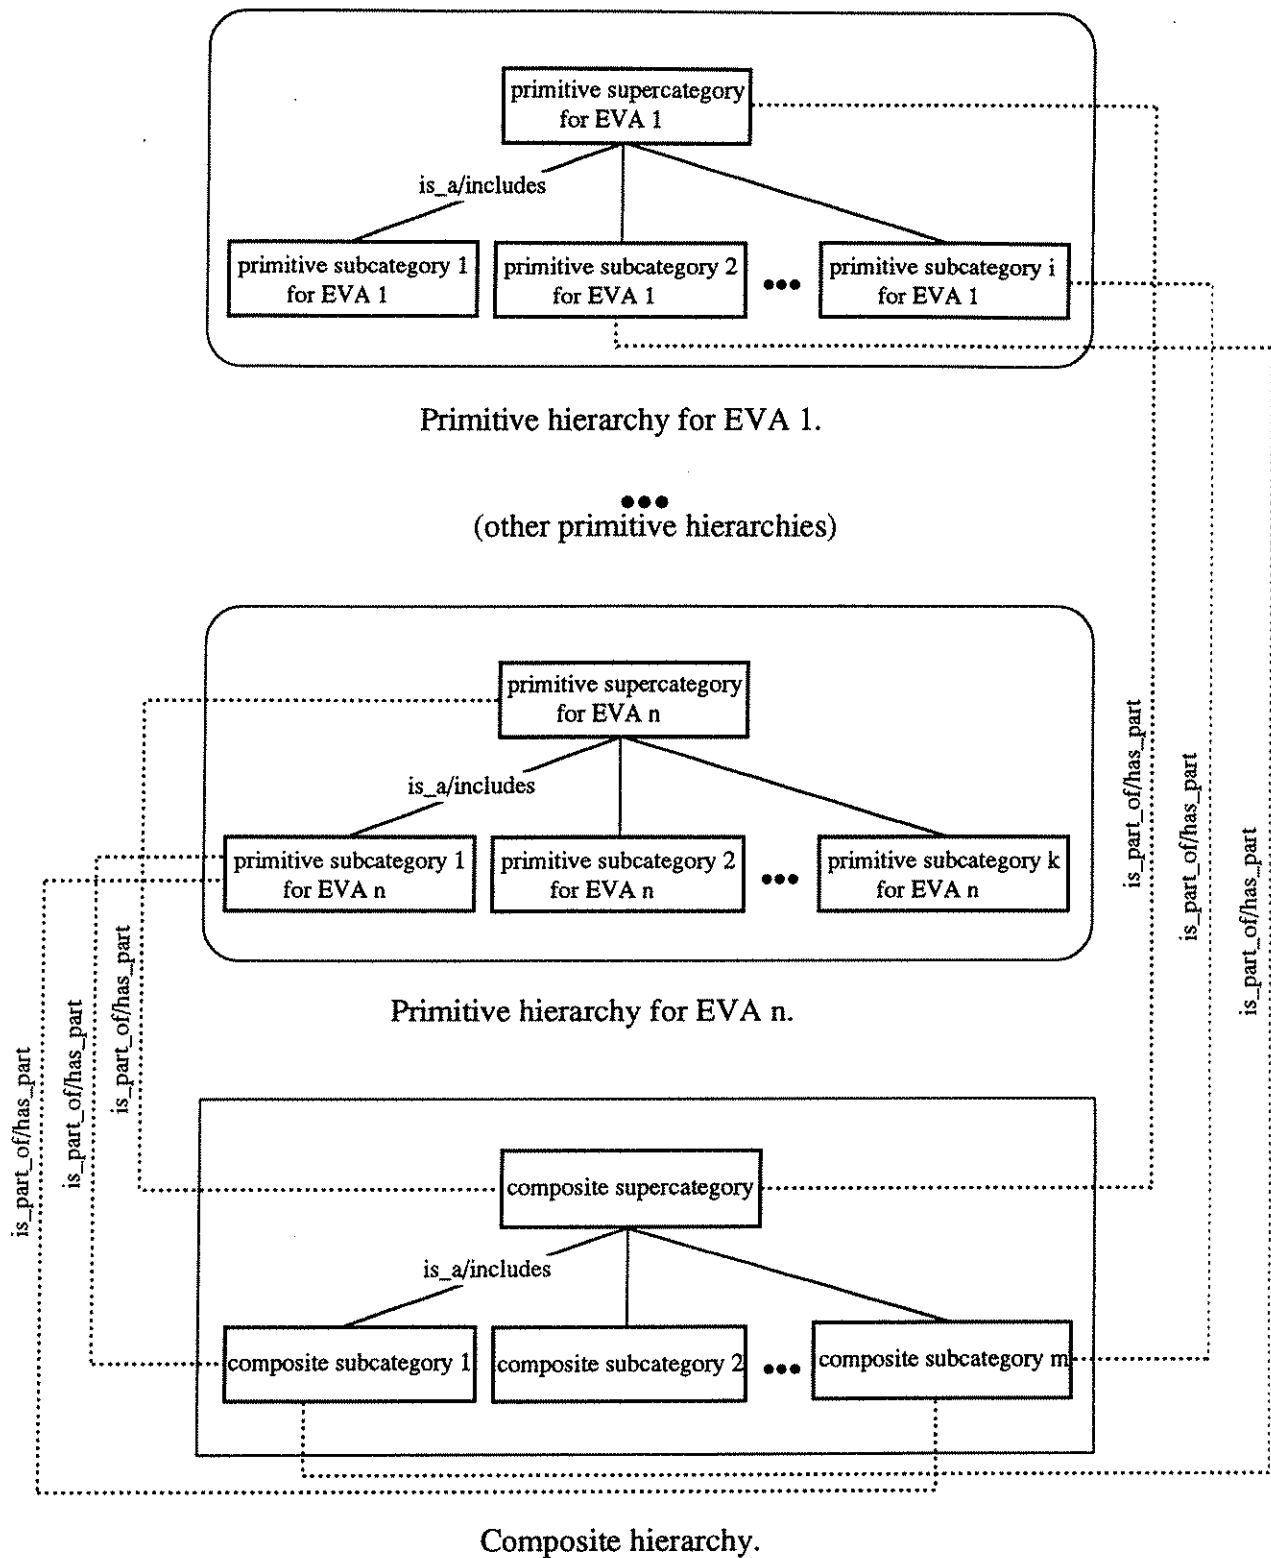 primitive supercategory
for EVA 1
is_a/includes
primitive subcategory 1
for EVA 1
primitive subcategory 2
for EVA 1
•••
primitive subcategory i
for EVA 1
Primitive hierarchy for EVA 1.
•••
(other primitive hierarchies)
primitive supercategory
for EVA n
is_a/includes
primitive subcategory 1
for EVA n
primitive subcategory 2
for EVA n
•••
primitive subcategory k
for EVA n
Primitive hierarchy for EVA n.
is_part_of/has_part
is_part_of/has_part
is_part_of/has_part
is_part_of/has_part
is_part_of/has_part
is_part_of/has_part
composite supercategory
is_a/includes
composite subcategory 1
composite subcategory 2
•••
composite subcategory m
Composite hierarchy.